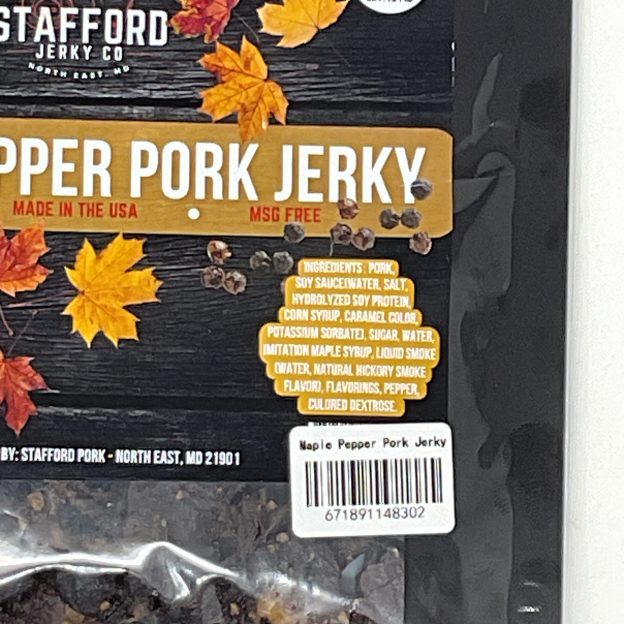 STAFFORD
JERKY CO
NORTH EAST, MD
PPER PORK JERKY
MADE IN THE USA
MSG FREE
INGREDIENTS: PORK,
SOY SAUCE(WATER, SALT,
HYDROLYZED SOY PROTEIN,
CORN SYRUP, CARAMEL COLOR,
POTASSIUM SORBATE), SUGAR, WATER,
IMITATION MAPLE SYRUP, LIQUID SMOKE
(WATER, NATURAL HICKORY SMOKE
FLAVOR), FLAVORINGS, PEPPER,
CULURED DEXTROSE.
BY: STAFFORD PORK - NORTH EAST, MD 21901
Maple Pepper Pork Jerky
671891148302